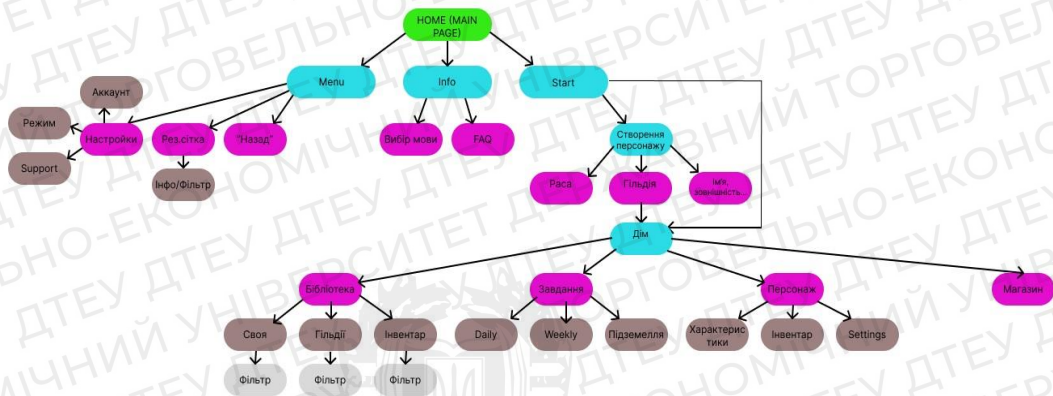 HOME (MAIN
PAGE)
Menu
Info
Start
Аккаунт
Режим
Настройки
Рез.сітка
"Назад"
Вибір мови
FAQ
Створення
персонажу
Support
Інфо/Фільтр
Раса
Гільдія
Ім'я,
зовнішність...
Дім
Бібліотека
Завдання
Персонаж
Магазин
Своя
Гільдії
Інвентар
Daily
Weekly
Підземелля
Характерис
тики
Інвентар
Settings
Фільтр
Фільтр
Фільтр